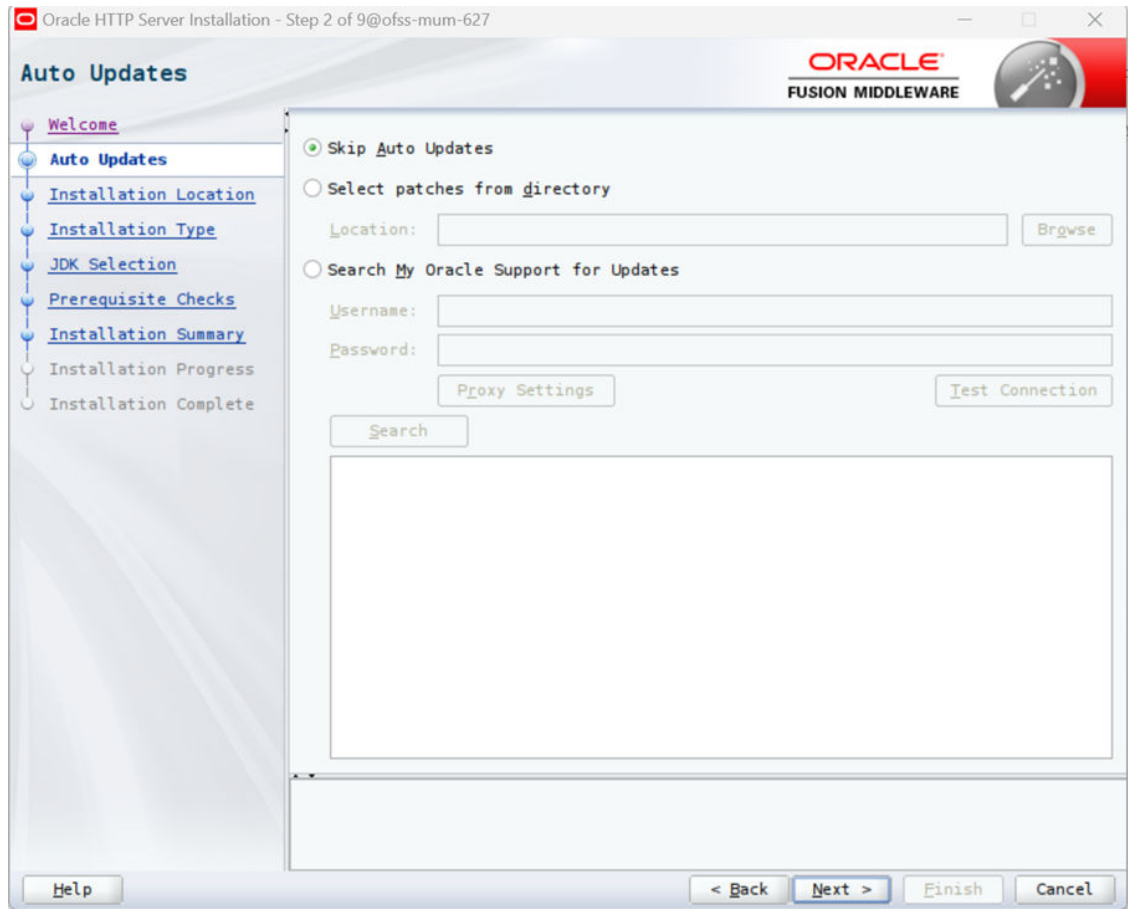 Oracle HTTP Server Installation - Step 2 of 9@ofss-mum-627
Auto Updates
ORACLE
FUSION MIDDLEWARE
Welcome
Auto Updates
Installation Location
Installation Type
JDK Selection
Prerequisite Checks
Installation Summary
Installation Progress
Installation Complete
Skip Auto Updates
Select patches from directory
Location:
Browse
Search My Oracle Support for Updates
Username:
Password:
Proxy Settings
Test Connection
Search
Help
< Back
Next >
Finish
Cancel